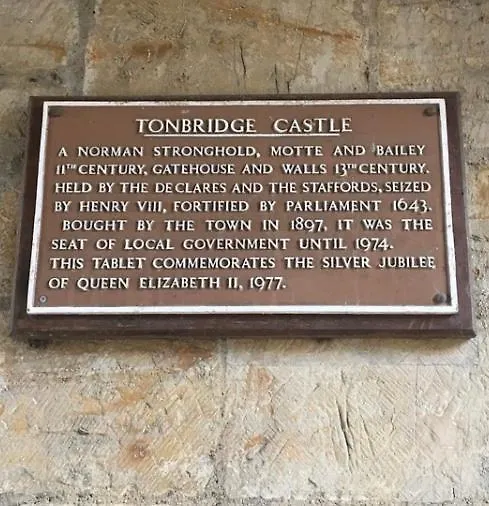 TONBRIDGE CASTLE
A NORMAN STRONGHOLD, MOTTE AND BAILEY
11TH CENTURY, GATEHOUSE AND WALLS 13TH CENTURY.
HELD BY THE DE CLARES AND THE STAFFORDS, SEIZED
BY HENRY VIII, FORTIFIED BY PARLIAMENT 1643.
BOUGHT BY THE TOWN IN 1897, IT WAS THE
SEAT OF LOCAL GOVERNMENT UNTIL 1974.
THIS TABLET COMMEMORATES THE SILVER JUBILEE
OF QUEEN ELIZABETH II, 1977.